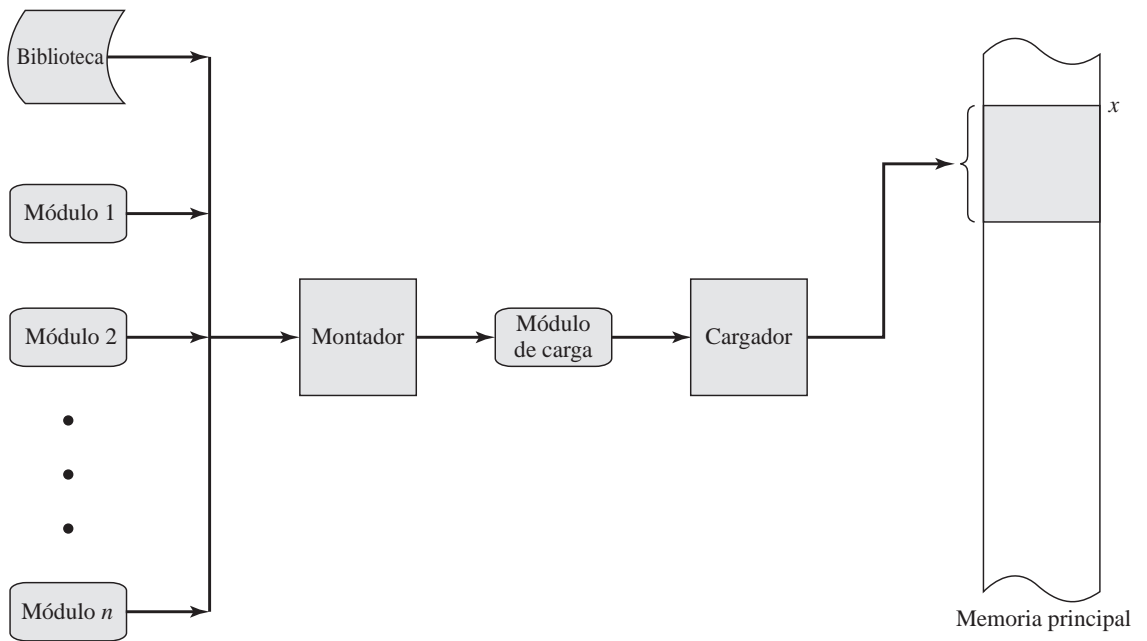 Biblioteca
x
Módulo 1
Módulo 2
Montador
Módulo
de carga
Cargador
Módulo n
Memoria principal